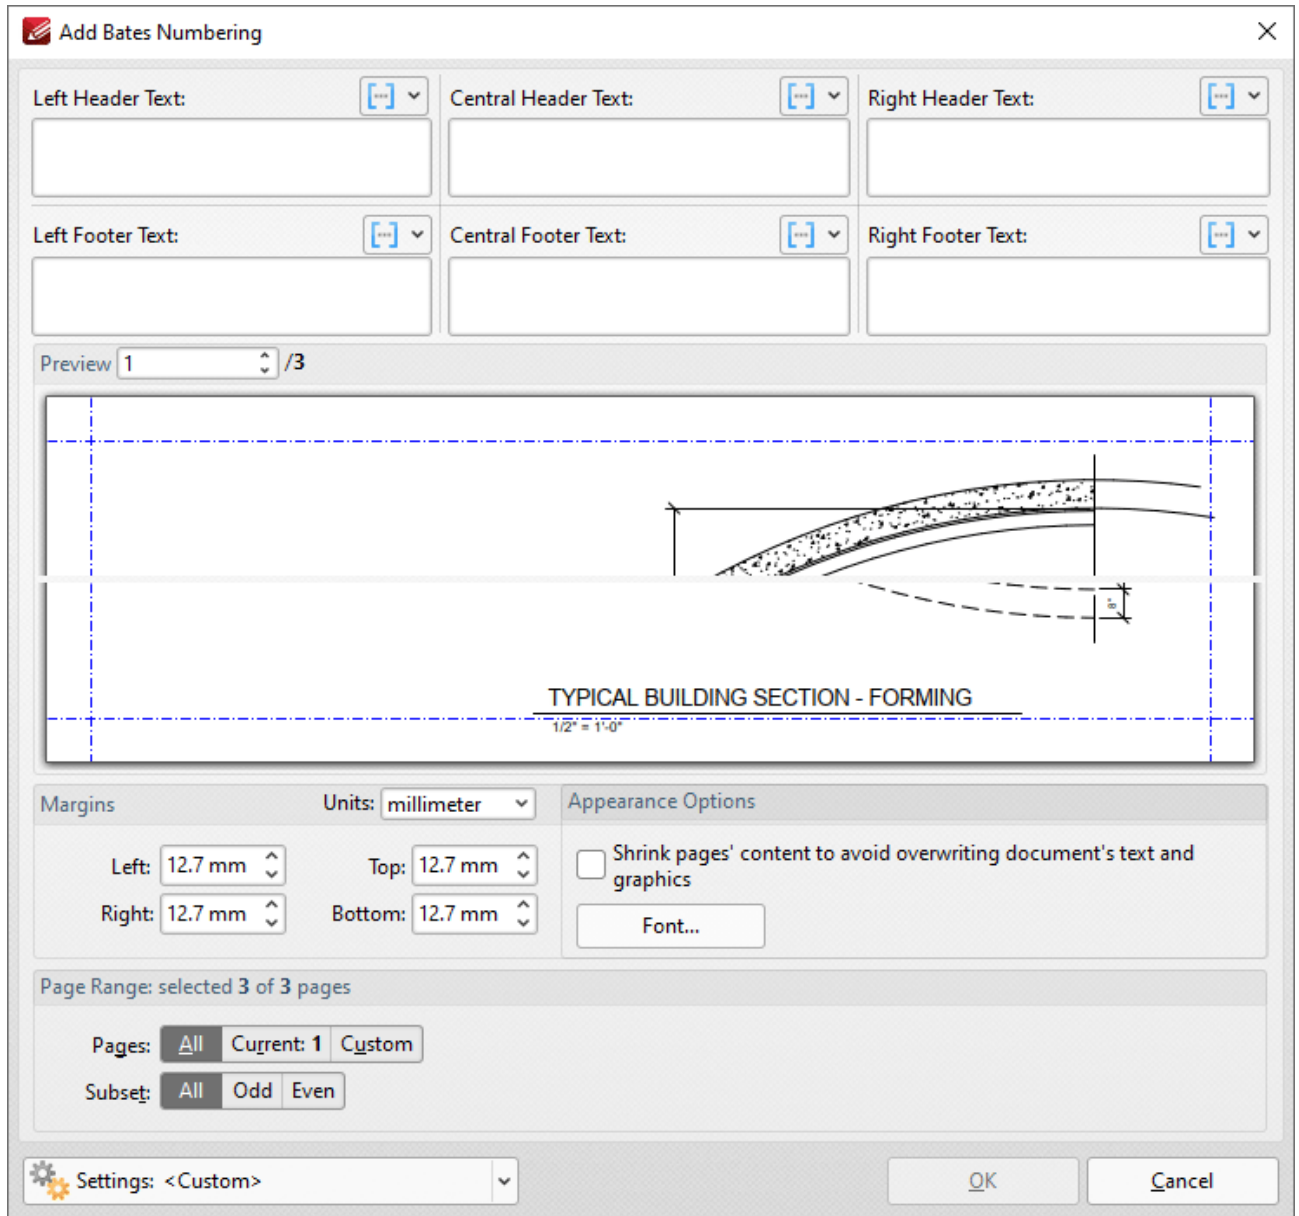 Add Bates Numbering
Left Header Text:
Central Header Text:
Right Header Text:
Left Footer Text:
Central Footer Text:
Right Footer Text:
Preview 1 /3
8"
TYPICAL BUILDING SECTION - FORMING
1/2" = 1'-0"
Margins Units: millimeter
Left: 12.7 mm Top: 12.7 mm
Right: 12.7 mm Bottom: 12.7 mm
Appearance Options
Shrink pages' content to avoid overwriting document's text and
graphics
Font...
Page Range: selected 3 of 3 pages
Pages: All Current: 1 Custom
Subset: All Odd Even
Settings: <Custom>
OK
Cancel